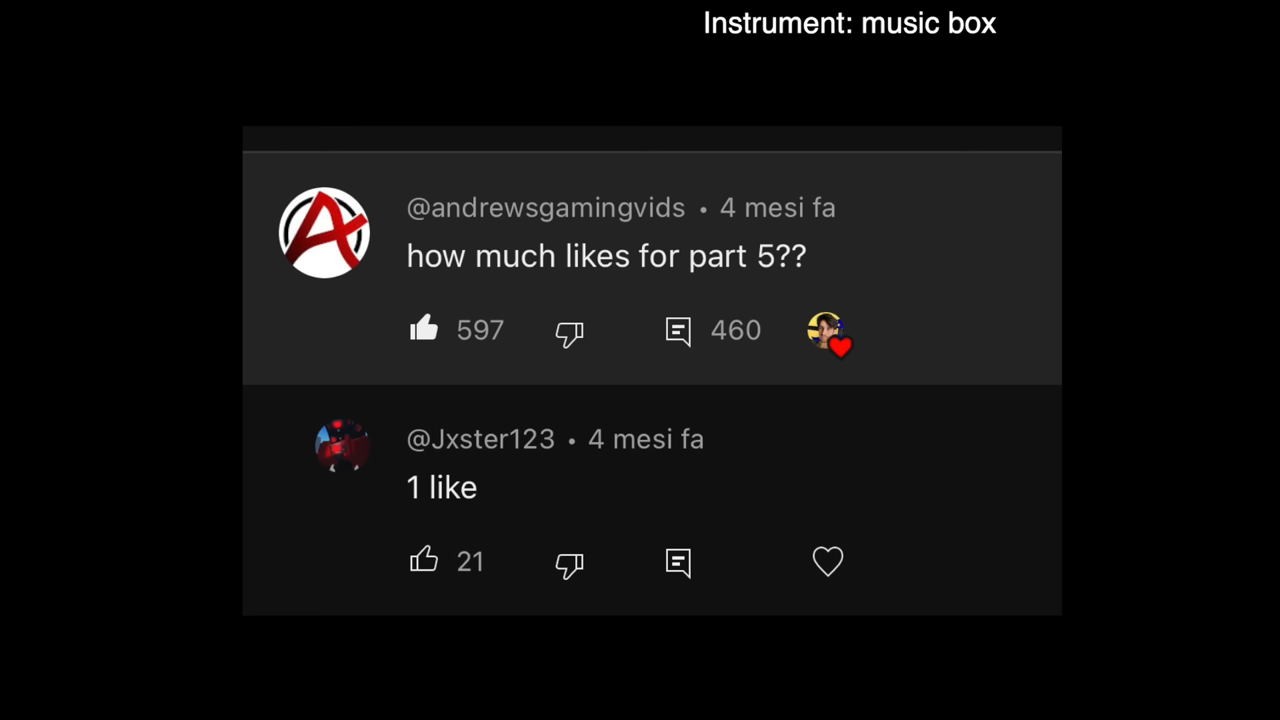 Instrument: music box
@andrewsgamingvids • 4 mesi fa
how much likes for part 5??
597 460
@Jxster123 • 4 mesi fa
1 like
21